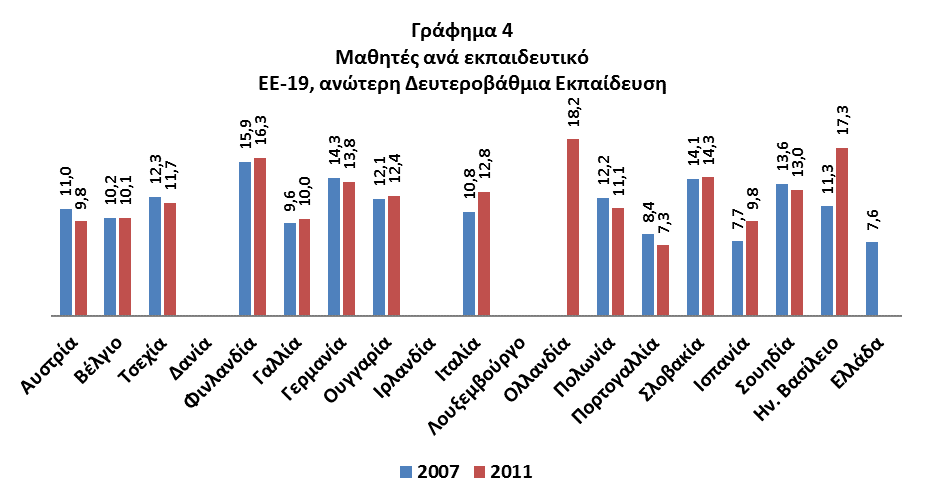 Γράφημα 4
Μαθητές ανά εκπαιδευτικό
ΕΕ-19, ανώτερη Δευτεροβάθμια Εκπαίδευση
11,0 9,8 10,2 10,1 12,3 11,7 15,9 16,3 9,6 10,0 14,3 13,8 12,1 12,4 10,8 12,8 18,2 12,2 11,1 8,4 7,3 14,1 14,3 7,7 9,8 13,6 13,0 11,3 17,3 7,6
Αυστρία
Βέλγιο
Τσεχία
Δανία
Φινλανδία
Γαλλία
Γερμανία
Ουγγαρία
Ιρλανδία
Ιταλία
Λουξεμβούργο
Ολλανδία
Πολωνία
Πορτογαλλία
Σλοβακία
Ισπανία
Σουηδία
Ην. Βασίλειο
Ελλάδα
2007 2011